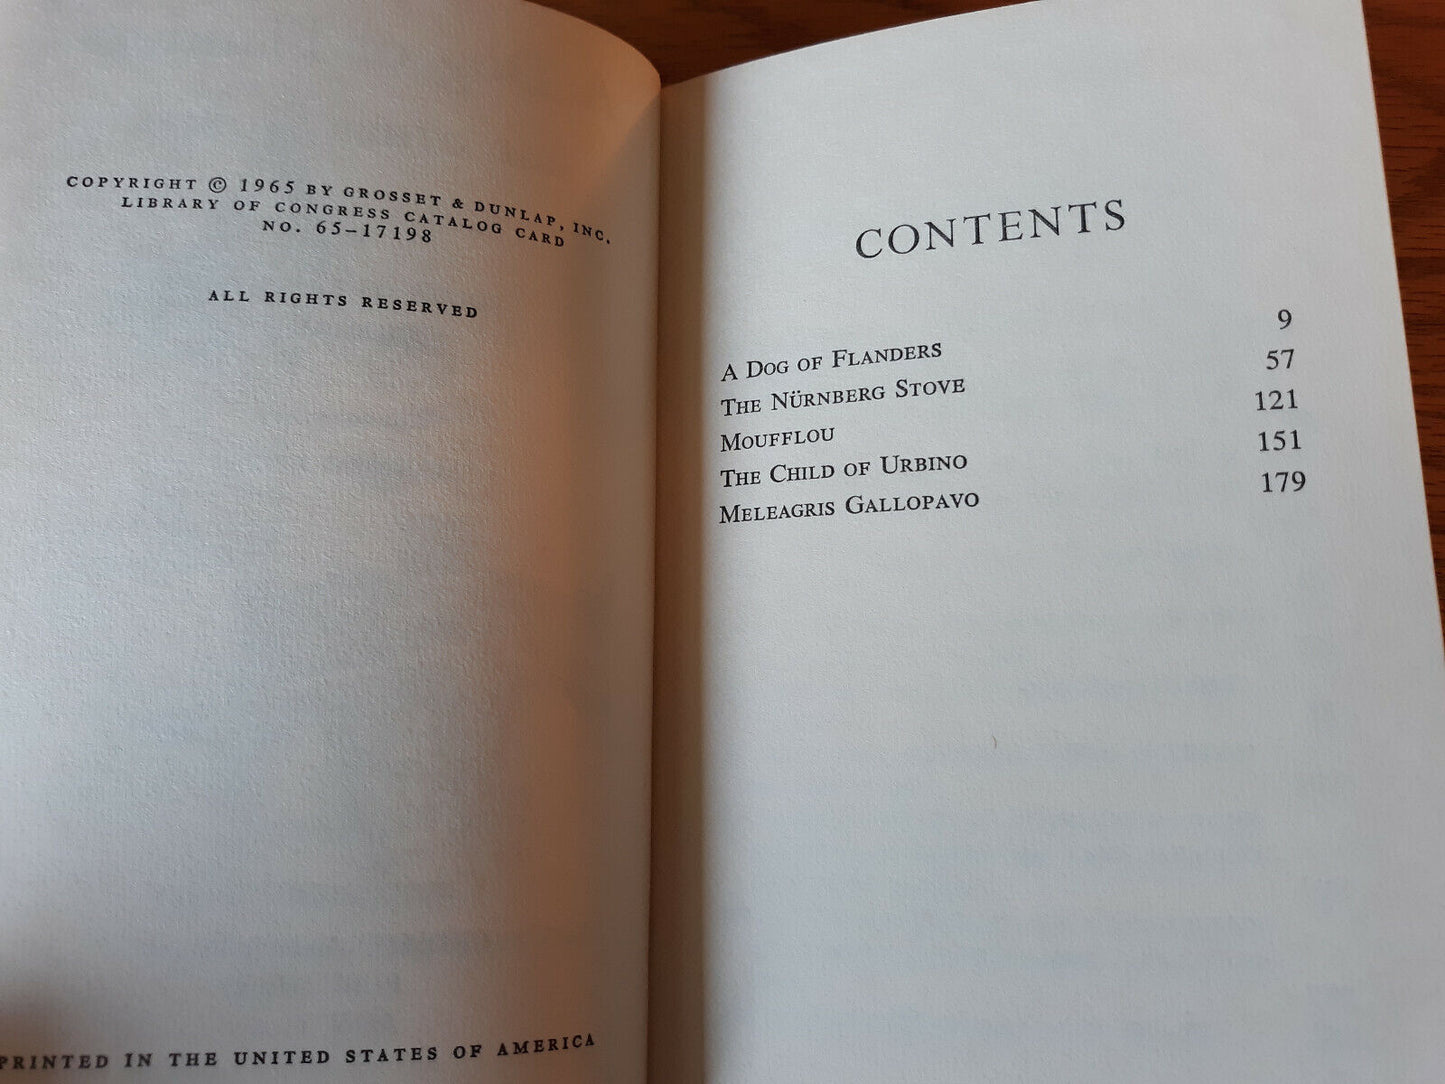 COPYRIGHT © 1965 BY GROSSET & DUNLAP, INC.
LIBRARY OF CONGRESS CATALOG CARD
NO. 65-17198
ALL RIGHTS RESERVED
PRINTED IN THE UNITED STATES OF AMERICA
CONTENTS
A Dog of Flanders 9
The Nürnberg Stove 57
Moufflou 121
The Child of Urbino 151
Meleagris Gallopavo 179